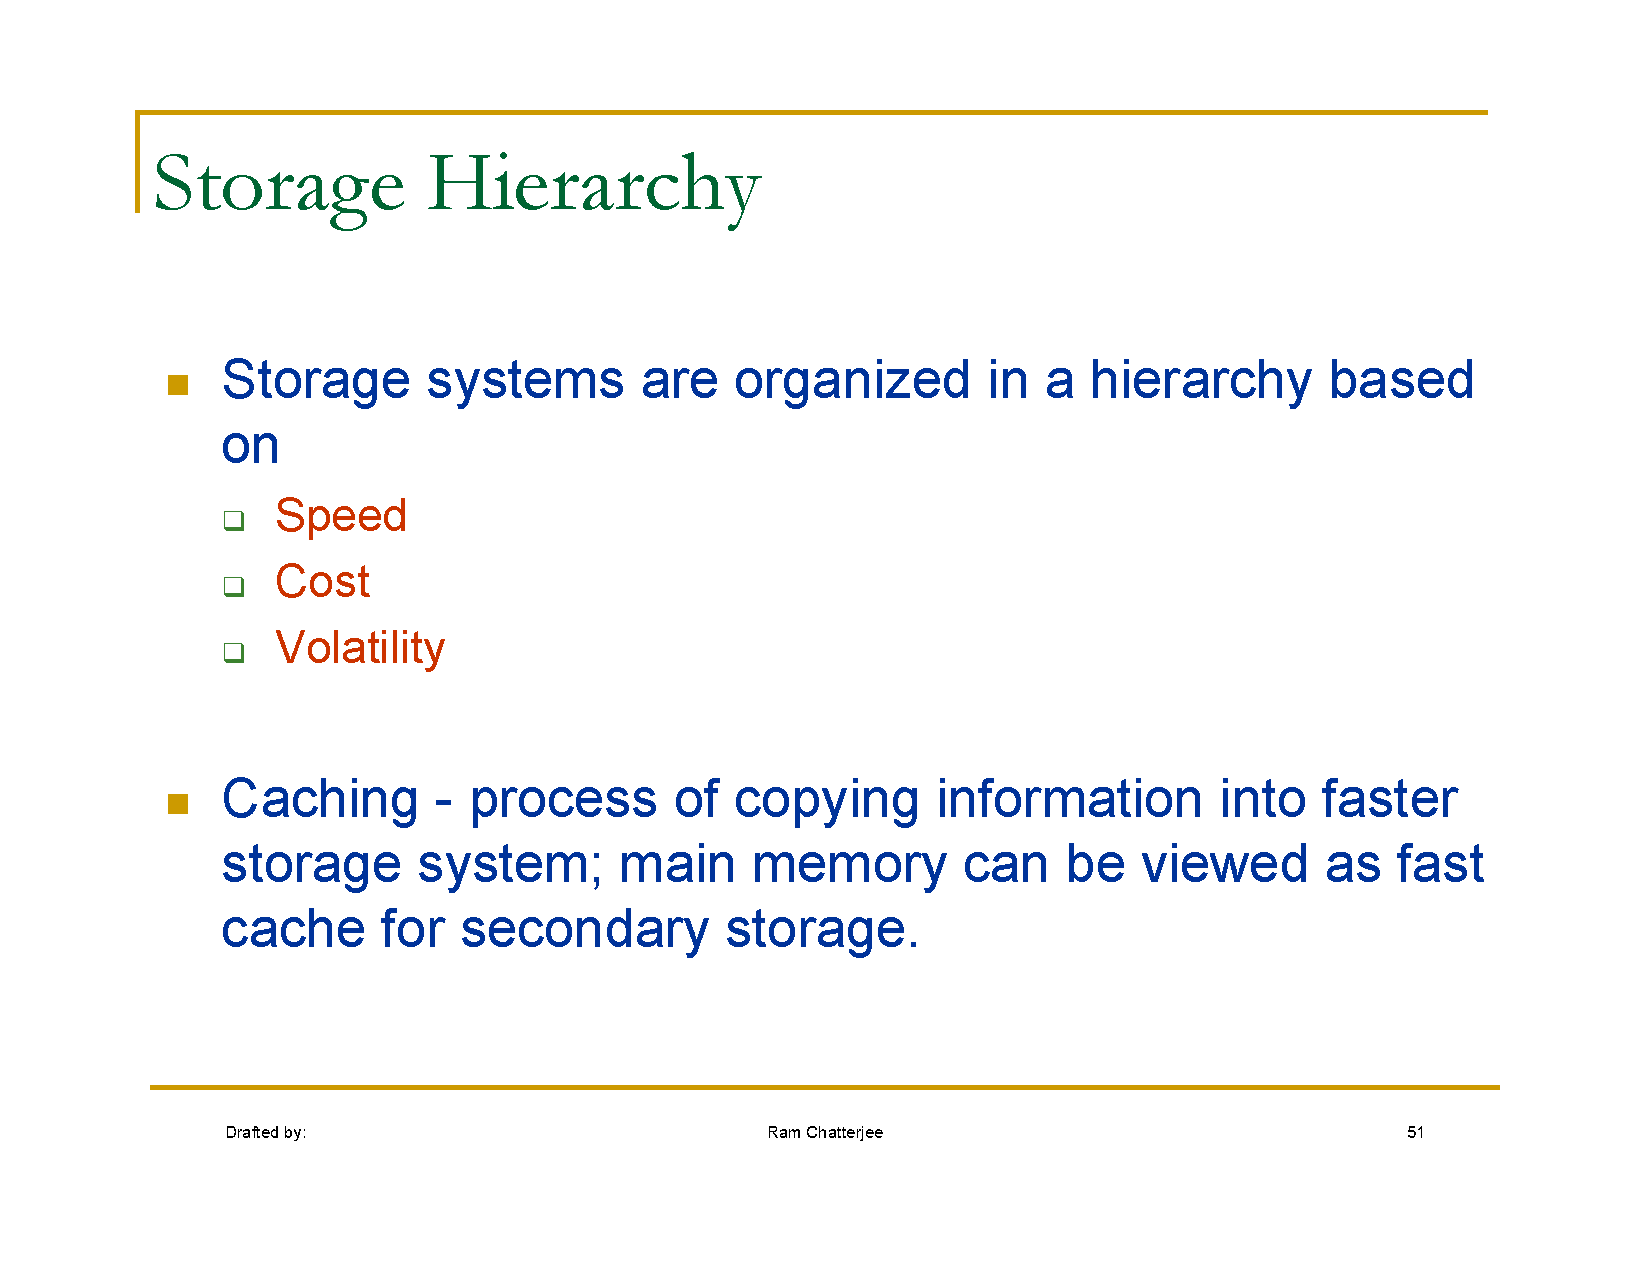 Storage Hierarchy
Storage systems are organized in a hierarchy based
on
Speed
Cost
Volatility
Caching - process of copying information into faster
storage system; main memory can be viewed as fast
cache for secondary storage.
Drafted by: Ram Chatterjee 51